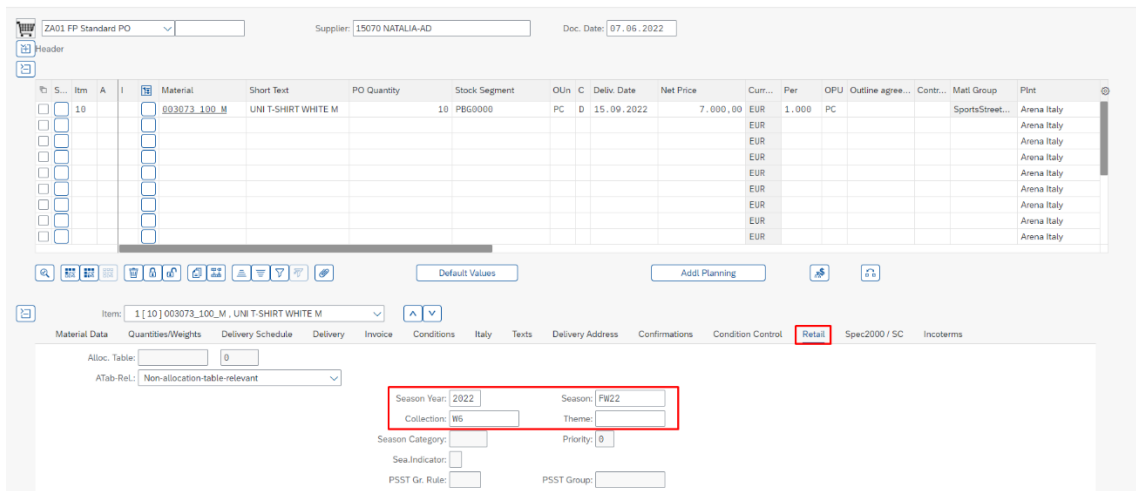 ZA01 FP Standard PO Supplier: 15070 NATALIA-AD Doc. Date: 07.06.2022
Header
S... Itm A I Material Short Text PO Quantity Stock Segment OUn C Deliv. Date Net Price Curr... Per OPU Outline agree... Contr... Matl Group Plnt
10 003073_100_M UNI T-SHIRT WHITE M 10 PBG0000 PC D 15.09.2022 7.000,00 EUR 1.000 PC SportsStreet... Arena Italy
EUR Arena Italy
EUR Arena Italy
EUR Arena Italy
EUR Arena Italy
EUR Arena Italy
EUR Arena Italy
EUR Arena Italy
EUR Arena Italy
Default Values Addl Planning
Item: 1 [ 10 ] 003073_100_M , UNI T-SHIRT WHITE M
Material Data Quantities/Weights Delivery Schedule Delivery Invoice Conditions Italy Texts Delivery Address Confirmations Condition Control Retail Spec2000 / SC Incoterms
Alloc. Table: 0
ATab-Rel.: Non-allocation-table-relevant
Season Year: 2022 Season: FW22
Collection: W6 Theme:
Season Category: Priority: 0
Sea.Indicator:
PSST Gr. Rule: PSST Group: